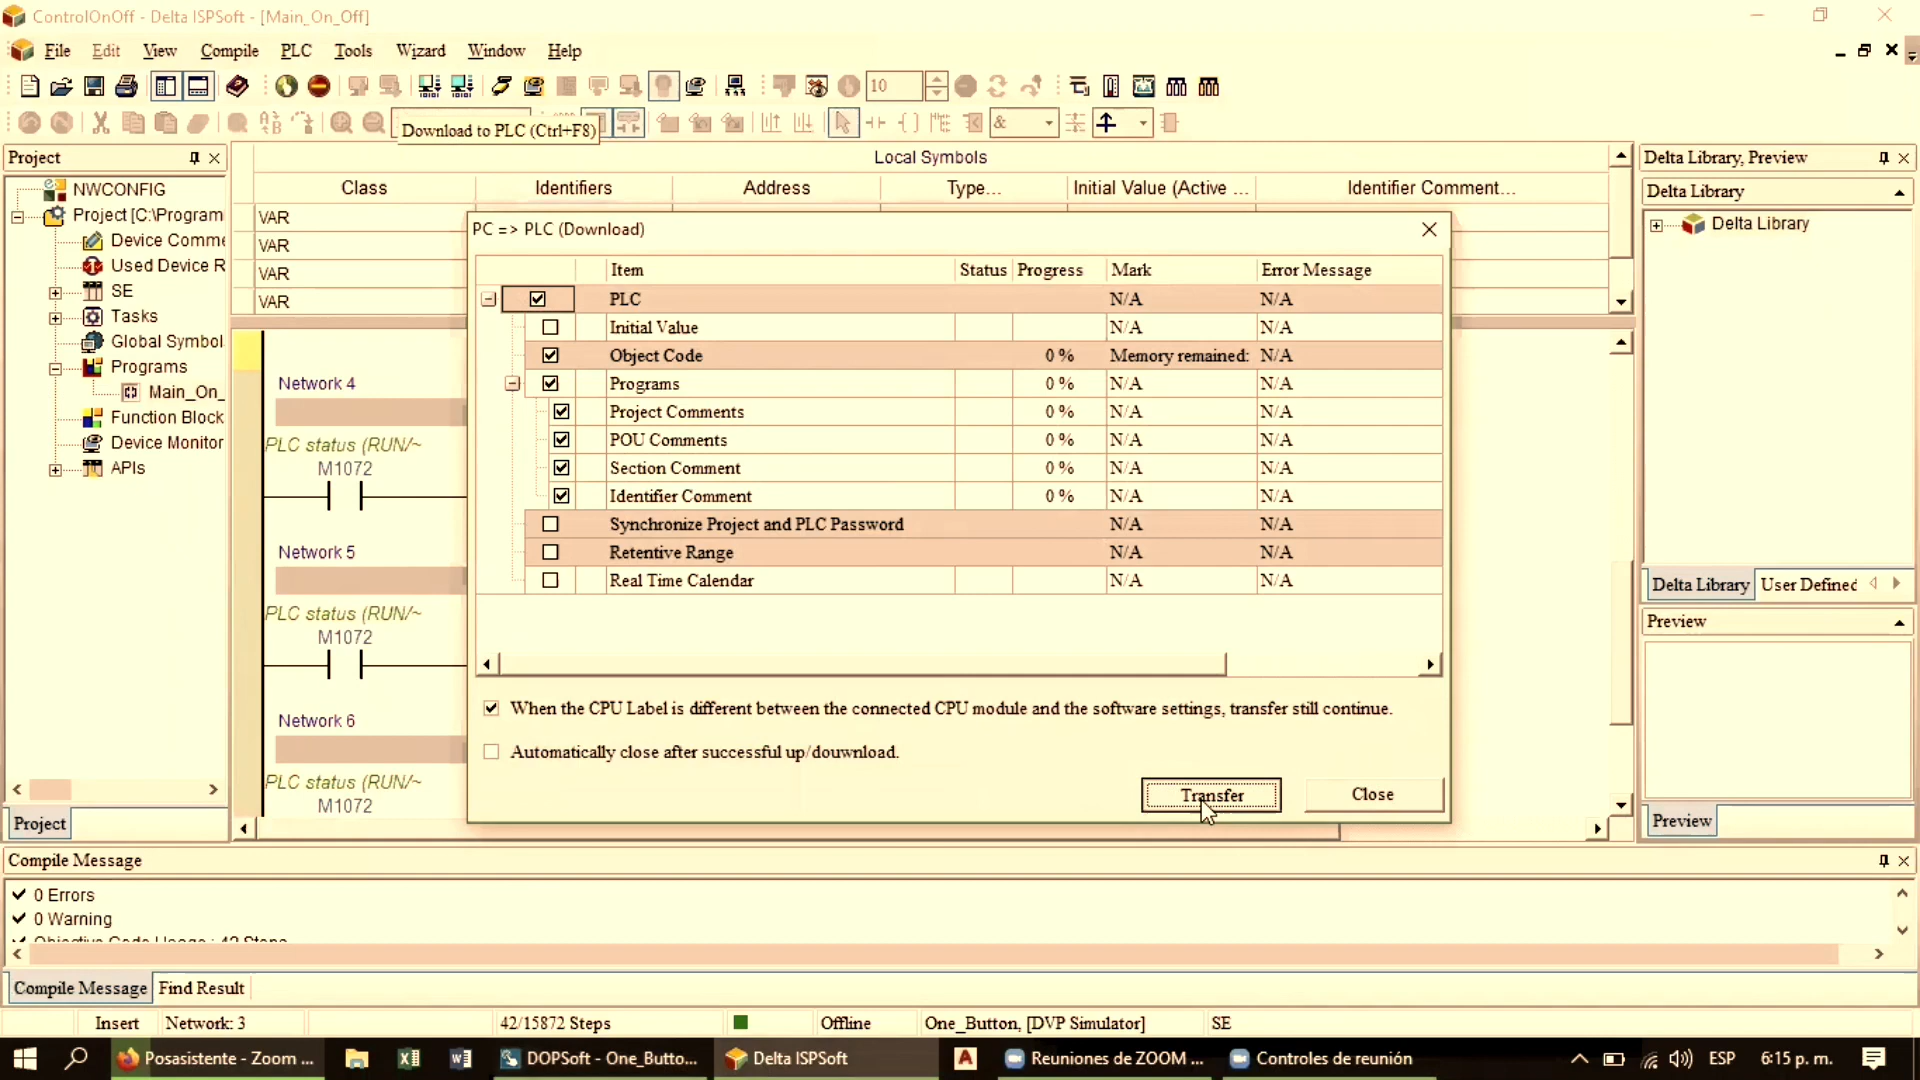 ControlOnOff - Delta ISPSoft - [Main_On_Off]
File Edit View Compile PLC Tools Wizard Window Help
10
&
Download to PLC (Ctrl+F8)
Project
NWCONFIG
Project [C:\Program
Device Comme
Used Device R
SE
Tasks
Global Symbol
Programs
Main_On_
Function Block
Device Monitor
APIs
Project
Local Symbols
Class Identifiers Address Type... Initial Value (Active ... Identifier Comment...
VAR
VAR
VAR
VAR
Network 4
PLC status (RUN/~
M1072
Network 5
PLC status (RUN/~
M1072
Network 6
PLC status (RUN/~
M1072
PC => PLC (Download)
Item Status Progress Mark Error Message
PLC N/A N/A
Initial Value N/A N/A
Object Code 0 % Memory remained: N/A
Programs 0 % N/A N/A
Project Comments 0 % N/A N/A
POU Comments 0 % N/A N/A
Section Comment 0 % N/A N/A
Identifier Comment 0 % N/A N/A
Synchronize Project and PLC Password N/A N/A
Retentive Range N/A N/A
Real Time Calendar N/A N/A
When the CPU Label is different between the connected CPU module and the software settings, transfer still continue.
Automatically close after successful up/douwnload.
Transfer Close
Delta Library, Preview
Delta Library
Delta Library
Delta Library User Defined
Preview
Preview
Compile Message
0 Errors
0 Warning
Objective Code Usage : 42 Steps
Compile Message Find Result
Insert Network: 3 42/15872 Steps Offline One_Button, [DVP Simulator] SE
Posasistente - Zoom ... DOPSoft - One_Butto... Delta ISPSoft Reuniones de ZOOM ... Controles de reunión ESP 6:15 p. m.